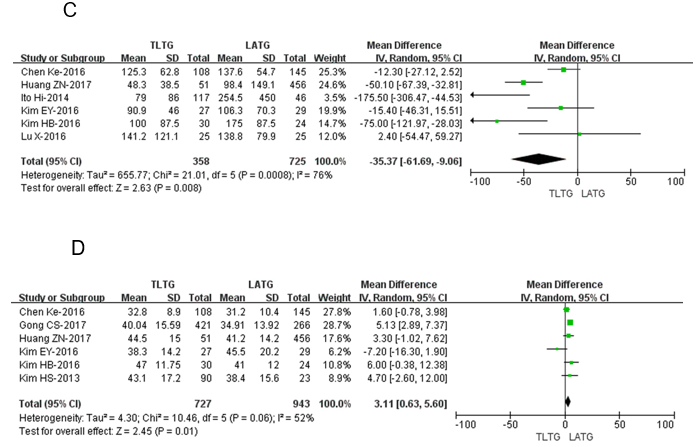 C
TLTG LATG Mean Difference Mean Difference
Study or Subgroup Mean SD Total Mean SD Total Weight IV, Random, 95% CI IV, Random, 95% CI
Chen Ke-2016 125.3 62.8 108 137.6 54.7 145 25.3% -12.30 [-27.12, 2.52]
Huang ZN-2017 48.3 38.5 51 98.4 149.1 456 23.9% -50.10 [-67.39, -32.81]
Ito Hi-2014 79 86 117 254.5 450 46 3.5% -175.50 [-306.47, -44.53]
Kim EY-2016 90.9 46 27 106.3 70.3 29 20.1% -15.40 [-46.31, 15.51]
Kim HB-2016 100 87.5 30 175 87.5 24 15.0% -75.00 [-121.97, -28.03]
Lu X-2016 141.2 121.1 25 138.8 79.9 25 12.2% 2.40 [-54.47, 59.27]
Total (95% CI) 358 725 100.0% -35.37 [-61.69, -9.06]
Heterogeneity: Tau² = 655.77; Chi² = 21.01, df = 5 (P = 0.0008); I² = 76%
Test for overall effect: Z = 2.63 (P = 0.008)
-100 -50 0 50 100
TLTG LATG
D
TLTG LATG Mean Difference Mean Difference
Study or Subgroup Mean SD Total Mean SD Total Weight IV, Random, 95% CI IV, Random, 95% CI
Chen Ke-2016 32.8 8.9 108 31.2 10.4 145 27.8% 1.60 [-0.78, 3.98]
Gong CS-2017 40.04 15.59 421 34.91 13.92 266 28.7% 5.13 [2.89, 7.37]
Huang ZN-2017 44.5 15 51 41.2 14.2 456 18.3% 3.30 [-1.02, 7.62]
Kim EY-2016 38.3 14.2 27 45.5 20.2 29 6.4% -7.20 [-16.30, 1.90]
Kim HB-2016 47 11.75 30 41 12 24 10.0% 6.00 [-0.38, 12.38]
Kim HS-2013 43.1 17.2 90 38.4 15.6 23 8.9% 4.70 [-2.60, 12.00]
Total (95% CI) 727 943 100.0% 3.11 [0.63, 5.60]
Heterogeneity: Tau² = 4.30; Chi² = 10.46, df = 5 (P = 0.06); I² = 52%
Test for overall effect: Z = 2.45 (P = 0.01)
-100 -50 0 50 100
TLTG LATG